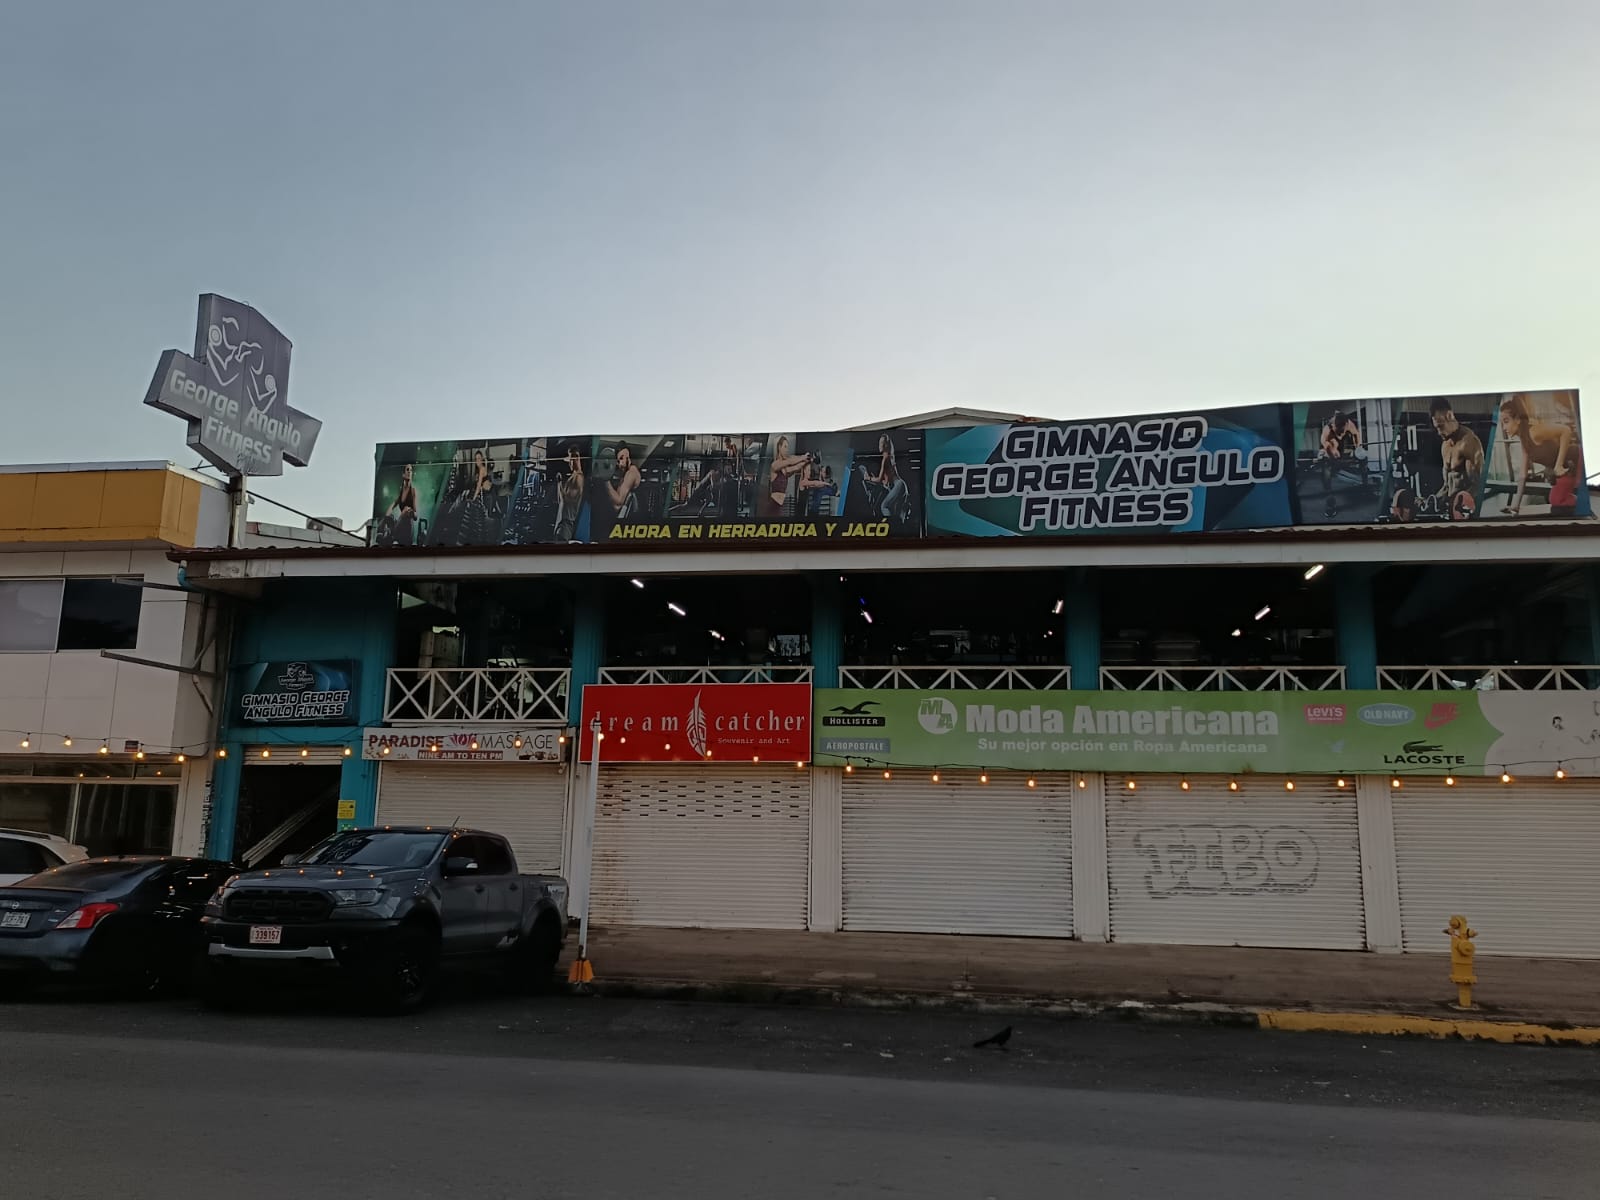 George Angulo
Fitness
AHORA EN HERRADURA Y JACÓ
GIMNASIO
GEORGE ANGULO
FITNESS
GIMNASIO GEORGE
ANGULO FITNESS
PARADISE MASSAGE
NINE AM TO TEN PM
dream catcher
Souvenir and Art
HOLLISTER
AEROPOSTALE
Moda Americana
Su mejor opción en Ropa Americana
LEVI'S
OLD NAVY
NIKE
LACOSTE
FORD
339157